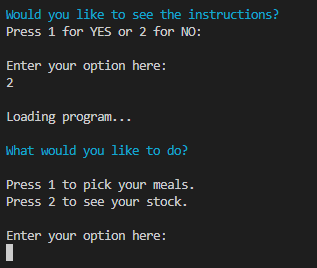 Would you like to see the instructions?
Press 1 for YES or 2 for NO:
Enter your option here:
2
Loading program...
What would you like to do?
Press 1 to pick your meals.
Press 2 to see your stock.
Enter your option here: